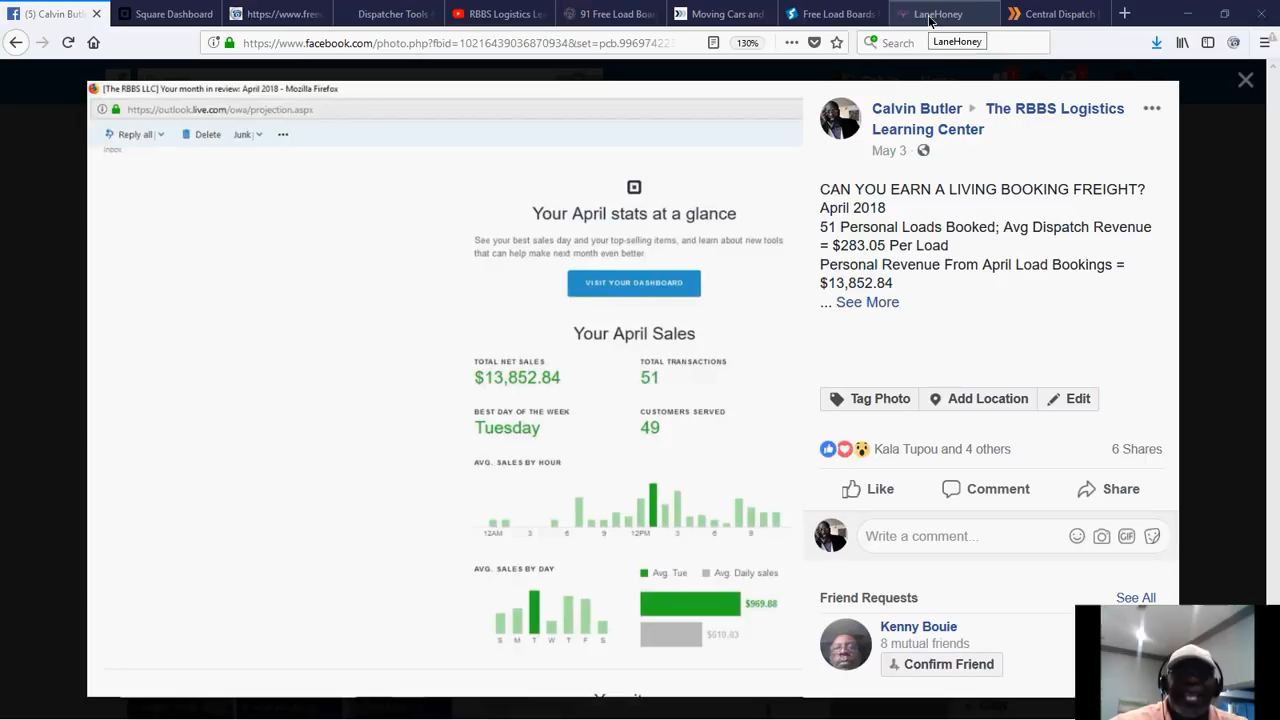 (5) Calvin Butler
Square Dashboard
https://www.free
Dispatcher Tools
RBBS Logistics Le
91 Free Load Boa
Moving Cars and
Free Load Boards
LaneHoney
Central Dispatch
https://www.facebook.com/photo.php?fbid=10216439036870934&set=pcb.9969742
130%
Search
LaneHoney
[The RBBS LLC] Your month in review: April 2018 - Mozilla Firefox
https://outlook.live.com/owa/projection.aspx
Reply all
Delete
Junk
Inbox
Your April stats at a glance
See your best sales day and your top-selling items, and learn about new tools
that can help make next month even better
VISIT YOUR DASHBOARD
Your April Sales
TOTAL NET SALES
TOTAL TRANSACTIONS
$13,852.84
51
BEST DAY OF THE WEEK
CUSTOMERS SERVED
Tuesday
49
AVG. SALES BY HOUR
12AM 3 6 9 12PM 3 6 9
AVG. SALES BY DAY
Avg. Tue
Avg. Daily sales
$969.88
S M T W T F S
Calvin Butler
The RBBS Logistics
Learning Center
May 3
CAN YOU EARN A LIVING BOOKING FREIGHT?
April 2018
51 Personal Loads Booked; Avg Dispatch Revenue
= $283.05 Per Load
Personal Revenue From April Load Bookings =
$13,852.84
... See More
Tag Photo
Add Location
Edit
Kala Tupou and 4 others
6 Shares
Like
Comment
Share
Write a comment...
GIF
Friend Requests
See All
Kenny Bouie
8 mutual friends
Confirm Friend